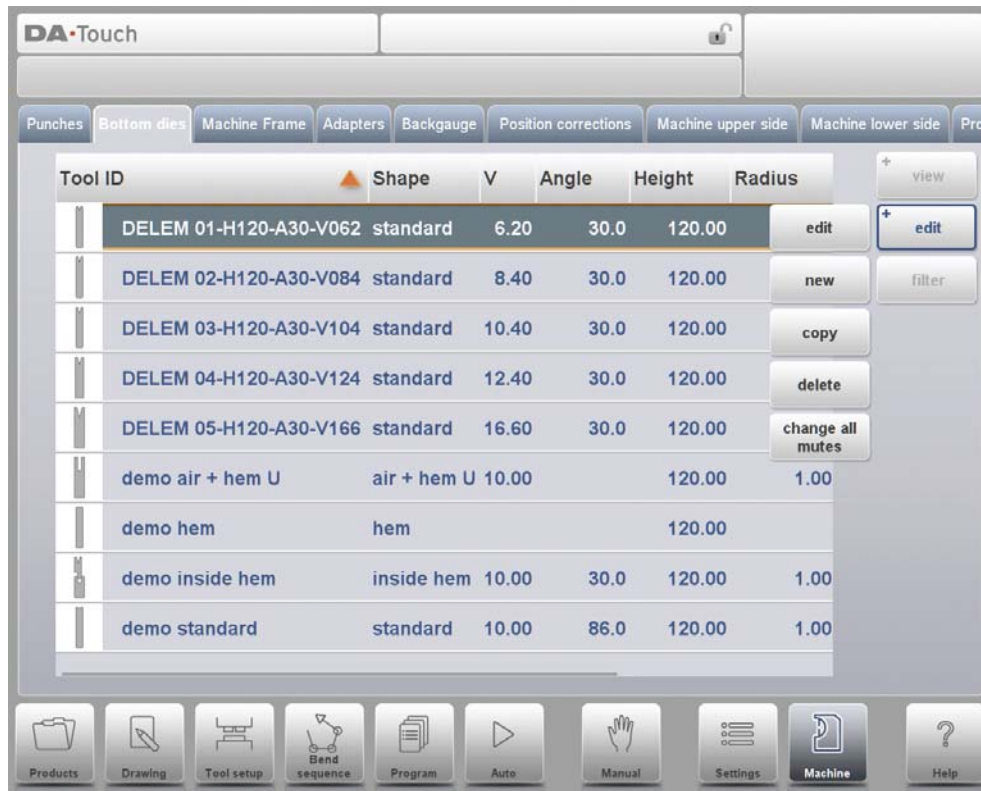 DA·Touch
Punches Bottom dies Machine Frame Adapters Backgauge Position corrections Machine upper side Machine lower side Pro
Tool ID Shape V Angle Height Radius
+ view
DELEM 01-H120-A30-V062 standard 6.20 30.0 120.00
edit
+ edit
DELEM 02-H120-A30-V084 standard 8.40 30.0 120.00
new
filter
DELEM 03-H120-A30-V104 standard 10.40 30.0 120.00
copy
DELEM 04-H120-A30-V124 standard 12.40 30.0 120.00
delete
DELEM 05-H120-A30-V166 standard 16.60 30.0 120.00
change all
mutes
demo air + hem U air + hem U 10.00 120.00 1.00
demo hem hem 120.00
demo inside hem inside hem 10.00 30.0 120.00 1.00
demo standard standard 10.00 86.0 120.00 1.00
Products Drawing Tool setup Bend
sequence Program Auto Manual Settings Machine Help
?